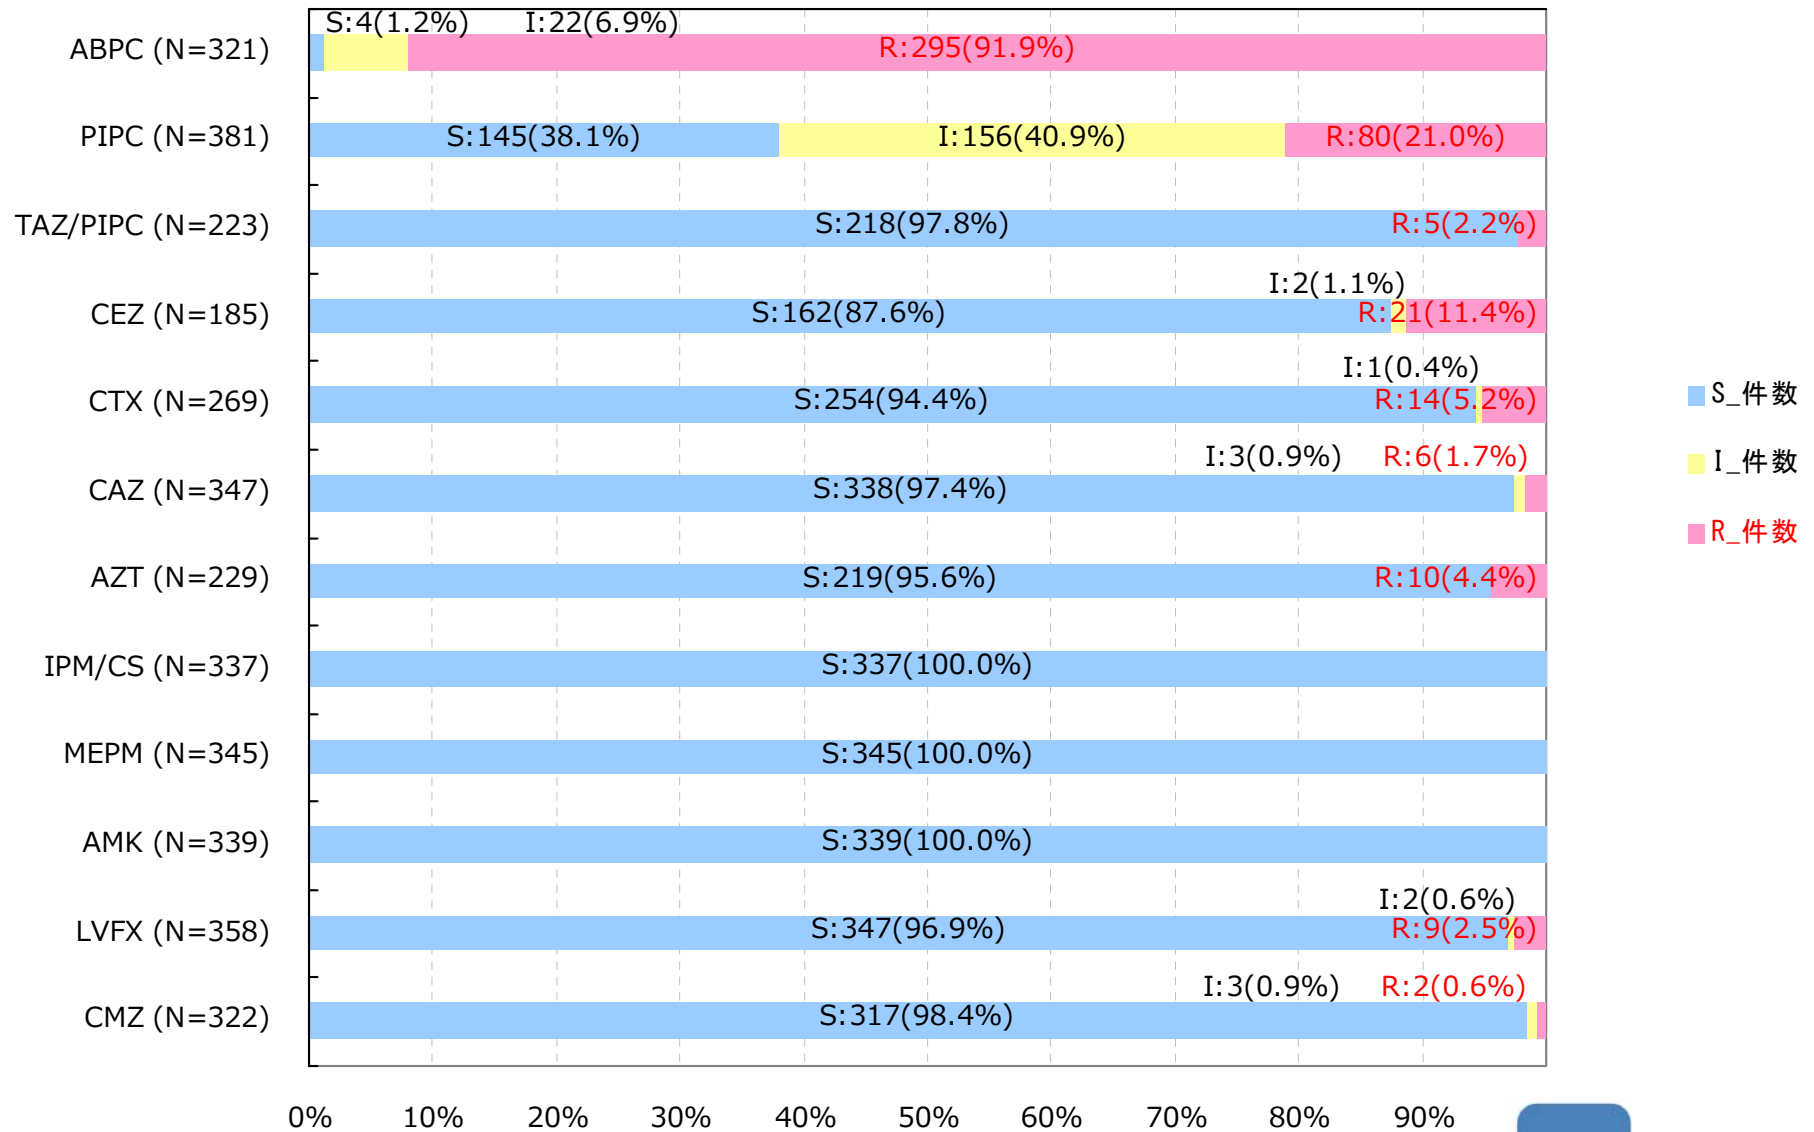 S:4(1.2%) I:22(6.9%)
ABPC (N=321) R:295(91.9%)
PIPC (N=381) S:145(38.1%) I:156(40.9%) R:80(21.0%)
TAZ/PIPC (N=223) S:218(97.8%) R:5(2.2%)
I:2(1.1%)
CEZ (N=185) S:162(87.6%) R:21(11.4%)
I:1(0.4%)
CTX (N=269) S:254(94.4%) R:14(5.2%)
I:3(0.9%) R:6(1.7%)
CAZ (N=347) S:338(97.4%)
AZT (N=229) S:219(95.6%) R:10(4.4%)
IPM/CS (N=337) S:337(100.0%)
MEPM (N=345) S:345(100.0%)
AMK (N=339) S:339(100.0%)
I:2(0.6%)
LVFX (N=358) S:347(96.9%) R:9(2.5%)
I:3(0.9%) R:2(0.6%)
CMZ (N=322) S:317(98.4%)
0% 10% 20% 30% 40% 50% 60% 70% 80% 90%
S_件数
I_件数
R_件数